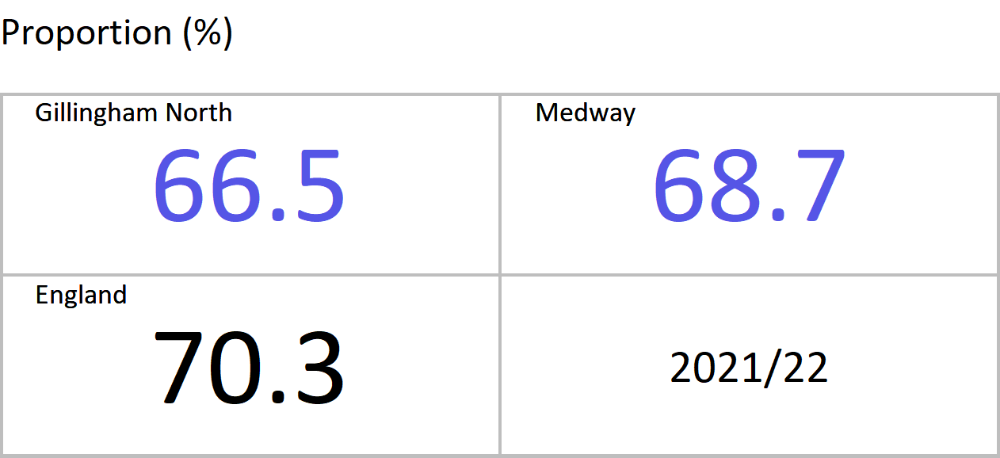 Proportion (%)
Gillingham North
66.5
Medway
68.7
England
70.3
2021/22